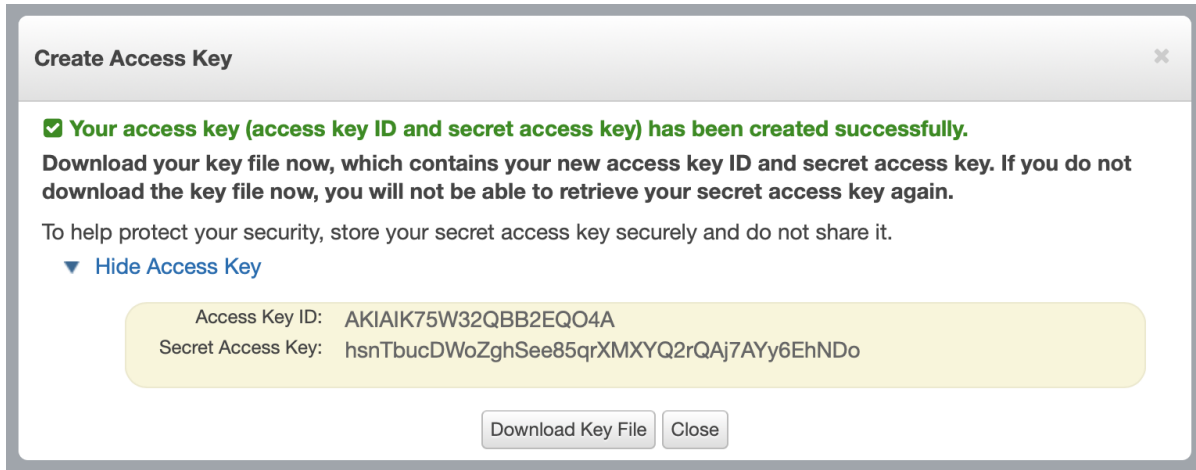 Create Access Key
Your access key (access key ID and secret access key) has been created successfully.
Download your key file now, which contains your new access key ID and secret access key. If you do not
download the key file now, you will not be able to retrieve your secret access key again.
To help protect your security, store your secret access key securely and do not share it.
Hide Access Key
Access Key ID: AKIAIK75W32QBB2EQO4A
Secret Access Key: hsnTbucDWoZghSee85qrXMXYQ2rQAj7AYy6EhNDo
Download Key File Close